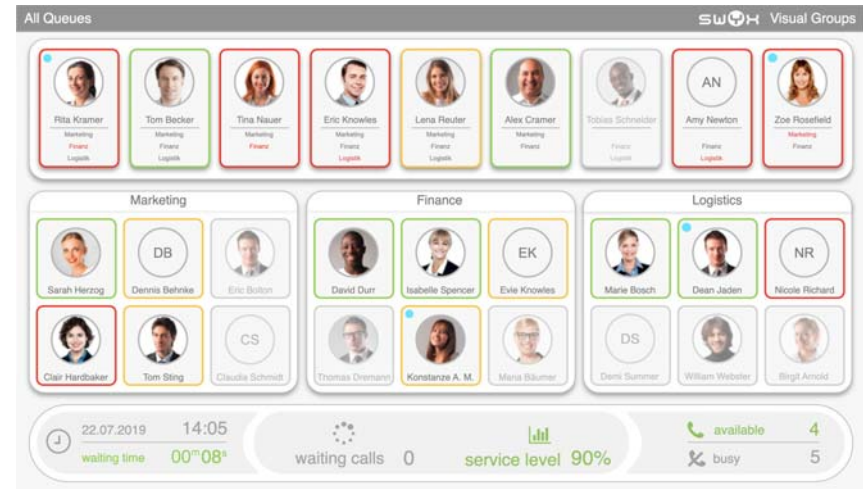 All Queues
SWYX Visual Groups
Rita Kramer
Marketing
Finanz
Logistik
Tom Becker
Marketing
Finanz
Logistik
Tina Nauer
Marketing
Finanz
Eric Knowles
Marketing
Finanz
Logistik
Lena Reuter
Marketing
Finanz
Logistik
Alex Cramer
Marketing
Finanz
Tobias Schneider
Finanz
Logistik
AN
Amy Newton
Finanz
Logistik
Zoe Rosefield
Marketing
Finanz
Marketing
Finance
Logistics
Sarah Herzog
DB
Dennis Behnke
Eric Bolton
David Durr
Isabelle Spencer
EK
Evie Knowles
Marie Bosch
Dean Jaden
NR
Nicole Richard
Clair Hardbaker
Tom Sting
CS
Claudia Schmidt
Thomas Dremann
Konstanze A. M.
Maria Bäumer
DS
Demi Summer
William Webster
Birgit Arnold
22.07.2019 14:05
waiting time 00m08s
waiting calls 0
service level 90%
available 4
busy 5